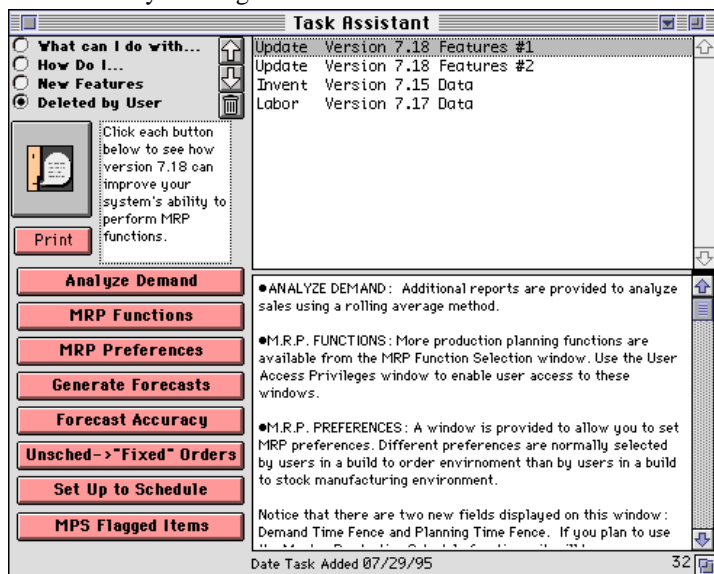 Task Assistant
What can I do with...
How Do I...
New Features
Deleted by User
Update Version 7.18 Features #1
Update Version 7.18 Features #2
Invent Version 7.15 Data
Labor Version 7.17 Data
Click each button
below to see how
version 7.18 can
improve your
system's ability to
perform MRP
functions.
Print
Analyze Demand
MRP Functions
MRP Preferences
Generate Forecasts
Forecast Accuracy
Unsched->"Fixed" Orders
Set Up to Schedule
MPS Flagged Items
●ANALYZE DEMAND: Additional reports are provided to analyze
sales using a rolling average method.
●M.R.P. FUNCTIONS: More production planning functions are
available from the MRP Function Selection window. Use the User
Access Privileges window to enable user access to these
windows.
●M.R.P. PREFERENCES: A window is provided to allow you to set
MRP preferences. Different preferences are normally selected
by users in a build to order envirnoment than by users in a build
to stock manufacturing environment.
Notice that there are two new fields displayed on this window:
Demand Time Fence and Planning Time Fence. If you plan to use
Date Task Added 07/29/95
32